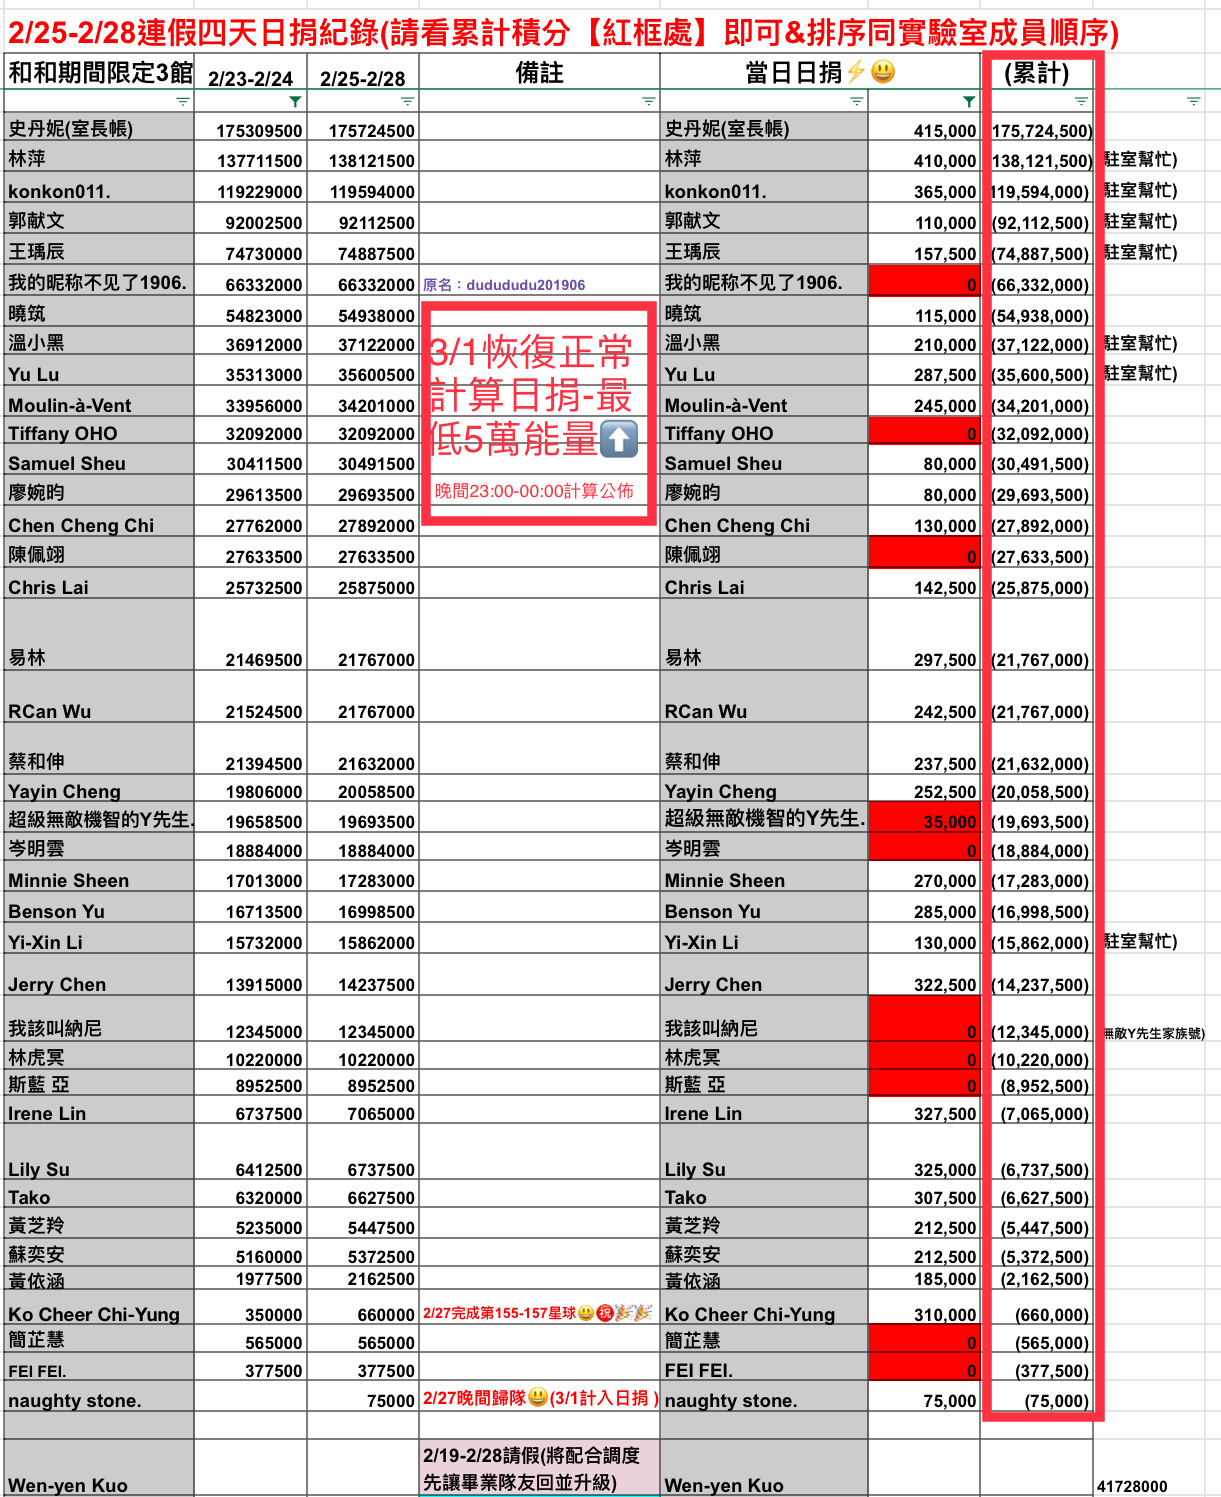 2/25-2/28連假四天日捐紀錄(請看累計積分【紅框處】即可&排序同實驗室成員順序)
和和期間限定3館 2/23-2/24 2/25-2/28 備註 當日日捐⚡😃 (累計)
史丹妮(室長帳) 175309500 175724500 史丹妮(室長帳) 415,000 175,724,500)
林萍 137711500 138121500 林萍 410,000 138,121,500) 駐室幫忙)
konkon011. 119229000 119594000 konkon011. 365,000 119,594,000) 駐室幫忙)
郭献文 92002500 92112500 郭献文 110,000 (92,112,500) 駐室幫忙)
王瑀辰 74730000 74887500 王瑀辰 157,500 (74,887,500) 駐室幫忙)
我的昵称不见了1906. 66332000 66332000 原名：dudududu201906 我的昵称不见了1906. 0 (66,332,000)
曉筑 54823000 54938000 曉筑 115,000 (54,938,000)
溫小黑 36912000 37122000 3/1恢復正常 溫小黑 210,000 (37,122,000) 駐室幫忙)
Yu Lu 35313000 35600500 Yu Lu 287,500 (35,600,500) 駐室幫忙)
Moulin-à-Vent 33956000 34201000 計算日捐-最 Moulin-à-Vent 245,000 (34,201,000)
Tiffany OHO 32092000 32092000 低5萬能量⬆️ Tiffany OHO 0 (32,092,000)
Samuel Sheu 30411500 30491500 Samuel Sheu 80,000 (30,491,500)
廖婉昀 29613500 29693500 晚間23:00-00:00計算公佈 廖婉昀 80,000 (29,693,500)
Chen Cheng Chi 27762000 27892000 Chen Cheng Chi 130,000 (27,892,000)
陳佩翊 27633500 27633500 陳佩翊 0 (27,633,500)
Chris Lai 25732500 25875000 Chris Lai 142,500 (25,875,000)
易林 21469500 21767000 易林 297,500 (21,767,000)
RCan Wu 21524500 21767000 RCan Wu 242,500 (21,767,000)
蔡和伸 21394500 21632000 蔡和伸 237,500 (21,632,000)
Yayin Cheng 19806000 20058500 Yayin Cheng 252,500 (20,058,500)
超級無敵機智的Y先生. 19658500 19693500 超級無敵機智的Y先生. 35,000 (19,693,500)
岑明雲 18884000 18884000 岑明雲 0 (18,884,000)
Minnie Sheen 17013000 17283000 Minnie Sheen 270,000 (17,283,000)
Benson Yu 16713500 16998500 Benson Yu 285,000 (16,998,500)
Yi-Xin Li 15732000 15862000 Yi-Xin Li 130,000 (15,862,000) 駐室幫忙)
Jerry Chen 13915000 14237500 Jerry Chen 322,500 (14,237,500)
我該叫納尼 12345000 12345000 我該叫納尼 0 (12,345,000) 無敵Y先生家族號)
林虎冥 10220000 10220000 林虎冥 0 (10,220,000)
斯藍 亞 8952500 8952500 斯藍 亞 0 (8,952,500)
Irene Lin 6737500 7065000 Irene Lin 327,500 (7,065,000)
Lily Su 6412500 6737500 Lily Su 325,000 (6,737,500)
Tako 6320000 6627500 Tako 307,500 (6,627,500)
黃芝羚 5235000 5447500 黃芝羚 212,500 (5,447,500)
蘇奕安 5160000 5372500 蘇奕安 212,500 (5,372,500)
黃依涵 1977500 2162500 黃依涵 185,000 (2,162,500)
Ko Cheer Chi-Yung 350000 660000 2/27完成第155-157星球😃㊗️🎉🎉 Ko Cheer Chi-Yung 310,000 (660,000)
簡芷慧 565000 565000 簡芷慧 0 (565,000)
FEI FEI. 377500 377500 FEI FEI. 0 (377,500)
naughty stone. 75000 2/27晚間歸隊😃(3/1計入日捐 ) naughty stone. 75,000 (75,000)
2/19-2/28請假(將配合調度
先讓畢業隊友回並升級)
Wen-yen Kuo Wen-yen Kuo 41728000